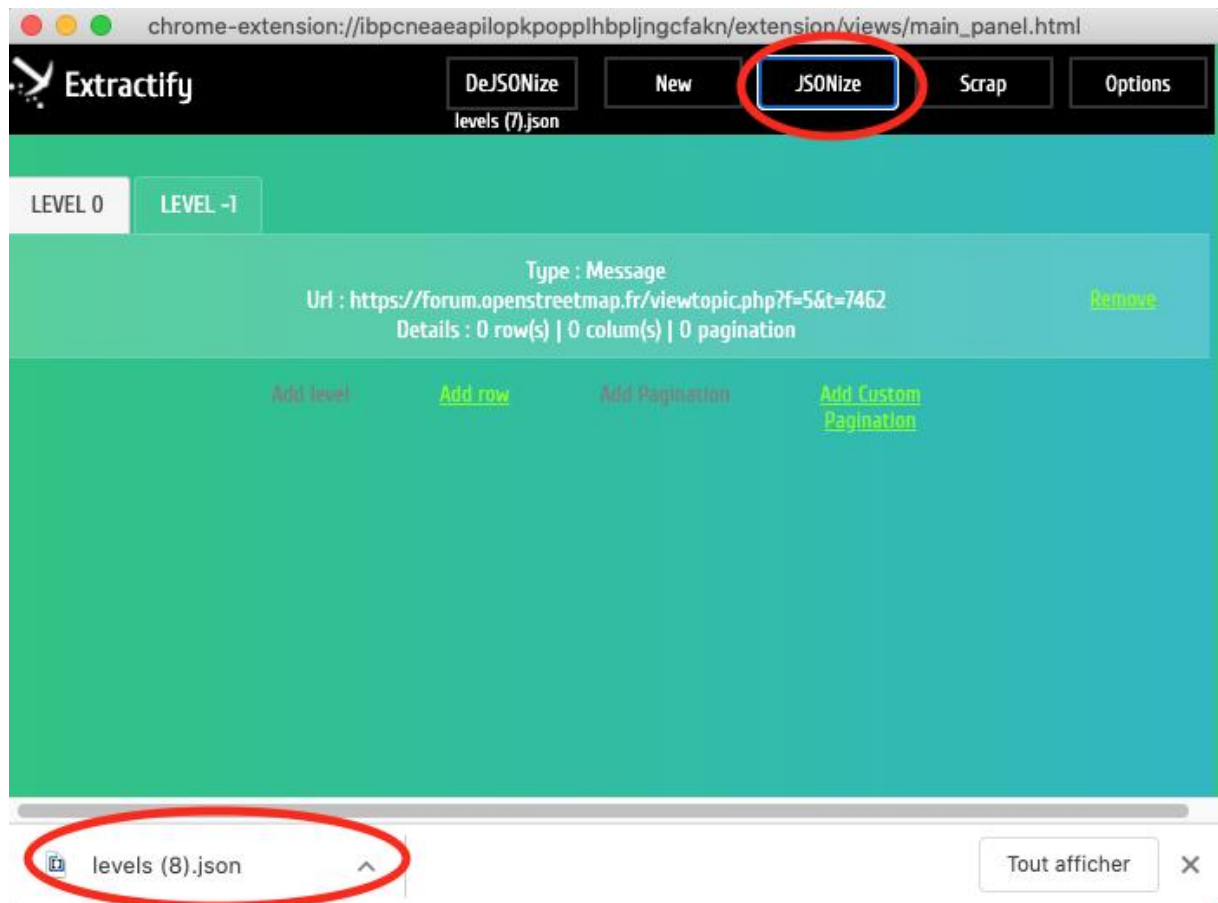 chrome-extension://ibpcneaeapilopkpopplhbpljngcfakn/extension/views/main_panel.html
Extractify
DeJSONize
New
JSONize
Scrap
Options
levels (7).json
LEVEL 0
LEVEL -1
Type : Message
Url : https://forum.openstreetmap.fr/viewtopic.php?f=5&t=7462
Remove
Details : 0 row(s) | 0 colum(s) | 0 pagination
Add level
Add row
Add Pagination
Add Custom
Pagination
levels (8).json
Tout afficher